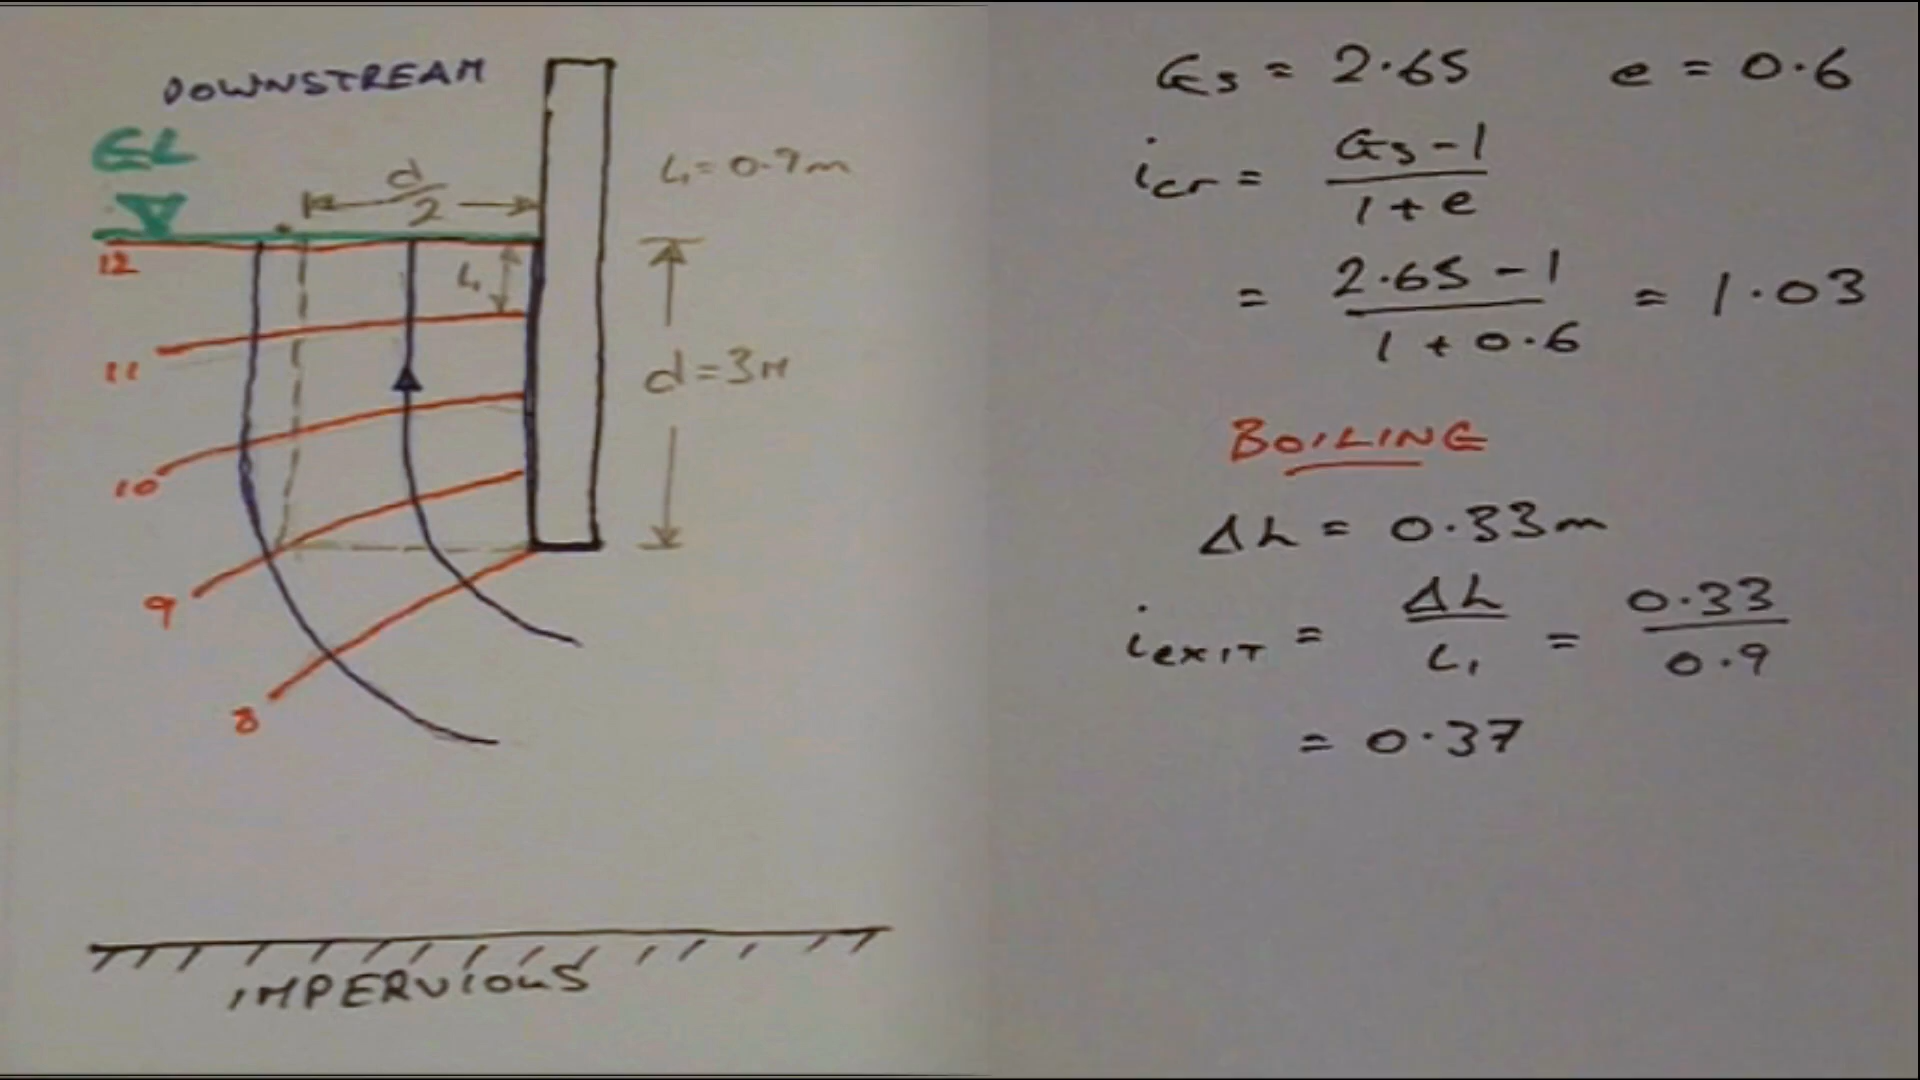 DOWNSTREAM
GL
d/2
L₁ = 0.9m
12
L₁
11
d = 3M
10
9
8
IMPERVIOUS
Gs = 2.65 e = 0.6
icr = Gs - 1 / 1 + e
= 2.65 - 1 / 1 + 0.6 = 1.03
BOILING
Δh = 0.33m
iEXIT = Δh / L₁ = 0.33 / 0.9
= 0.37